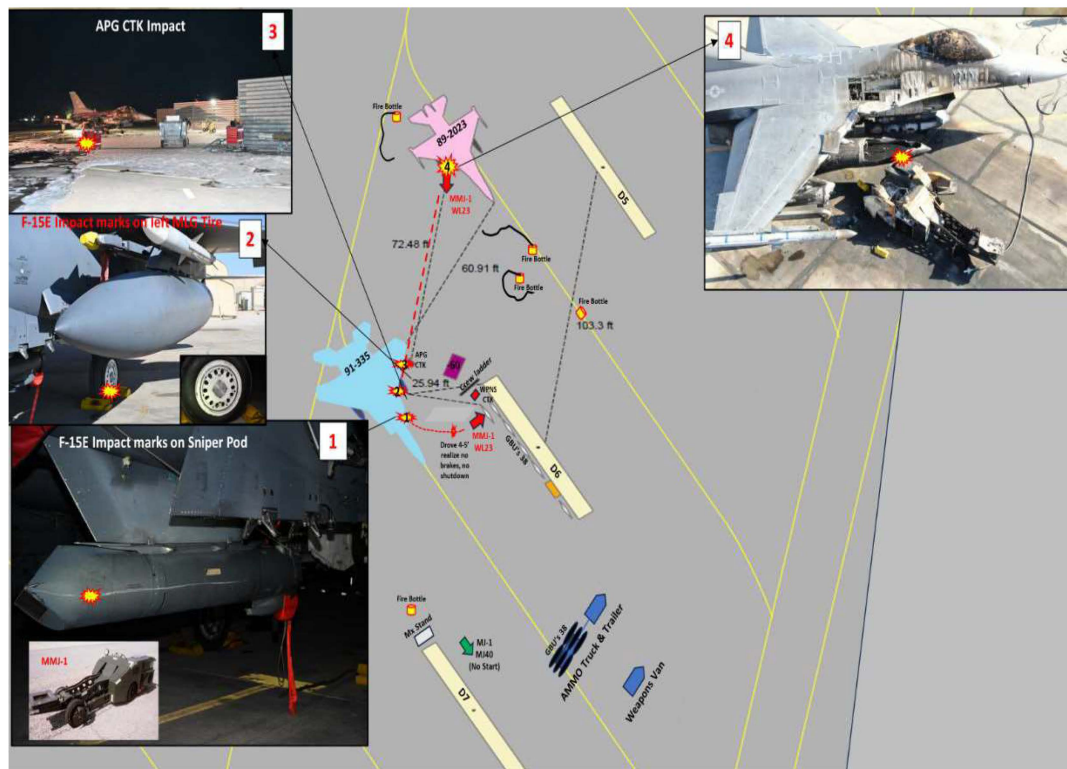 APG CTK Impact
3
F-15E Impact marks on left MLG Tire
2
F-15E Impact marks on Sniper Pod
1
MMJ-1
4
Fire Bottle
89-2023
4
MMJ-1
WL23
72.48 ft
60.91 ft
Fire Bottle
Fire Bottle
Fire Bottle
103.3 ft
D5
91-335
APG
CTK
25.94 ft
Crew ladder
WPNS
CTK
1
Drove 4-5'
realize no
brakes, no
shutdown
MMJ-1
WL23
GBU's 38
D6
Fire Bottle
Mx Stand
MJ-1
MJ40
(No Start)
D7
GBU's 38
AMMO Truck & Trailer
Weapons Van